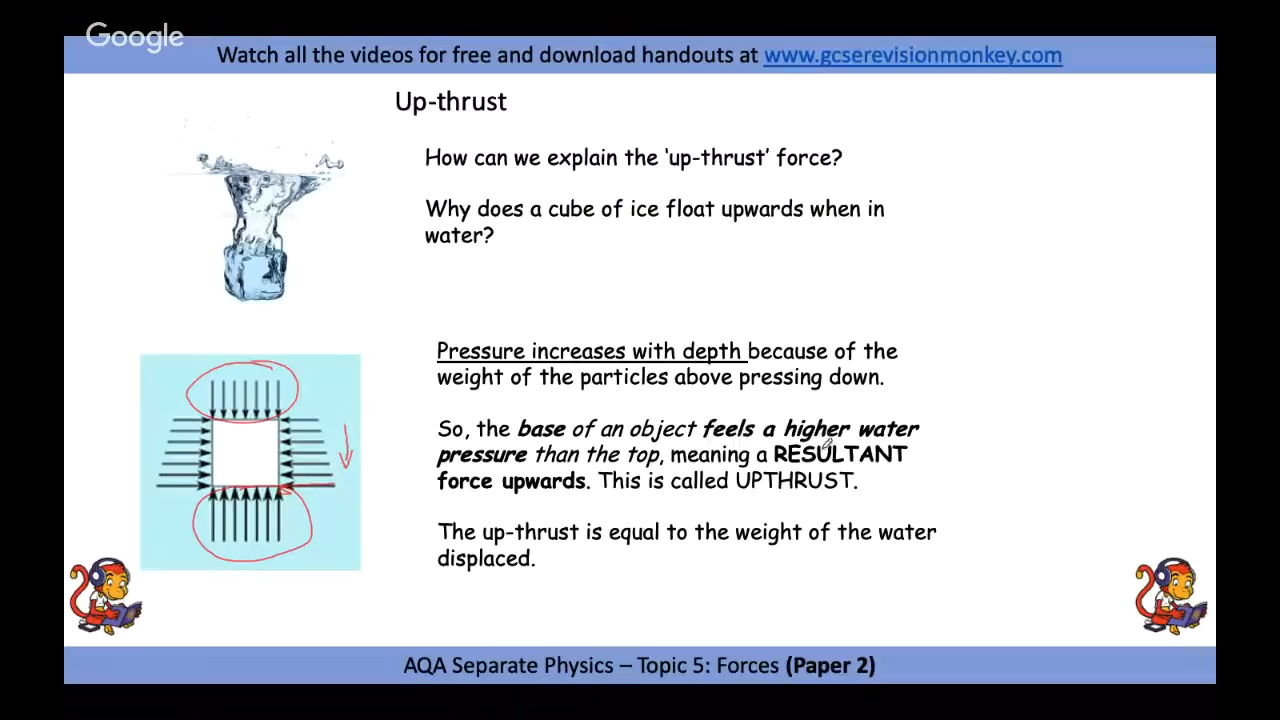 Google
Watch all the videos for free and download handouts at www.gcserevisionmonkey.com
Up-thrust
How can we explain the ‘up-thrust’ force?
Why does a cube of ice float upwards when in
water?
Pressure increases with depth because of the
weight of the particles above pressing down.
So, the base of an object feels a higher water
pressure than the top, meaning a RESULTANT
force upwards. This is called UPTHRUST.
The up-thrust is equal to the weight of the water
displaced.
AQA Separate Physics – Topic 5: Forces (Paper 2)